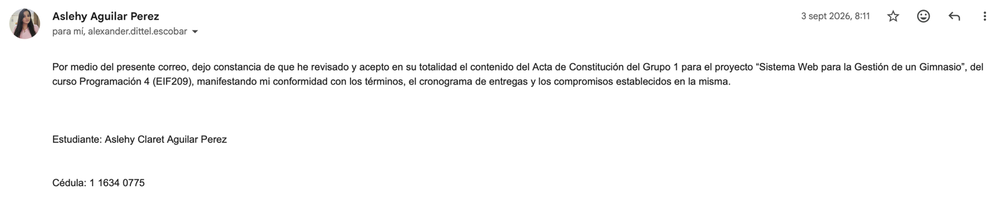 Aslehy Aguilar Perez
3 sept 2026, 8:11
para mí, alexander.dittel.escobar
Por medio del presente correo, dejo constancia de que he revisado y acepto en su totalidad el contenido del Acta de Constitución del Grupo 1 para el proyecto “Sistema Web para la Gestión de un Gimnasio”, del
curso Programación 4 (EIF209), manifestando mi conformidad con los términos, el cronograma de entregas y los compromisos establecidos en la misma.
Estudiante: Aslehy Claret Aguilar Perez
Cédula: 1 1634 0775